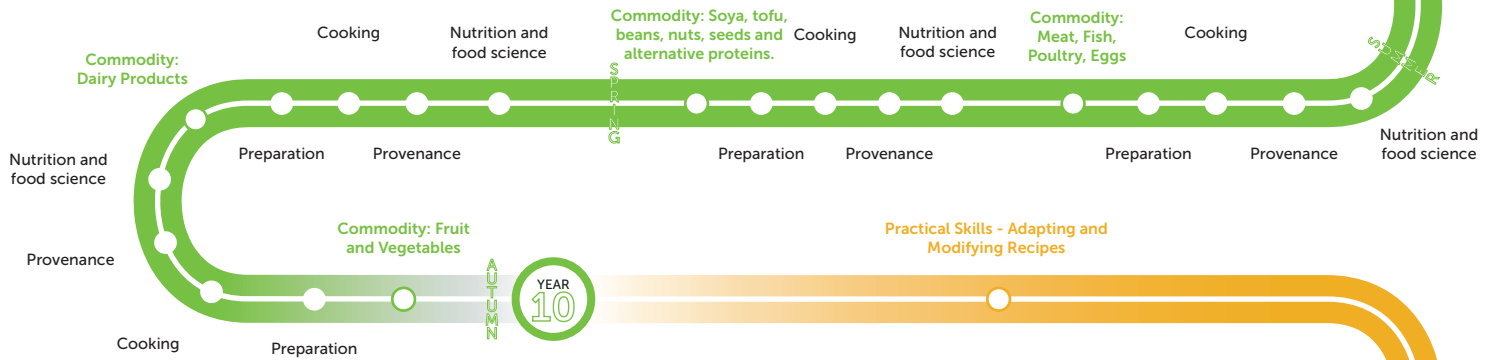 Cooking
Nutrition and
food science
Commodity: Soya, tofu,
beans, nuts, seeds and
alternative proteins.
Cooking
Nutrition and
food science
Commodity:
Meat, Fish,
Poultry, Eggs
Cooking
SUMMER
Commodity:
Dairy Products
SPRING
Nutrition and
food science
Preparation
Provenance
Preparation
Provenance
Preparation
Provenance
Nutrition and
food science
Commodity: Fruit
and Vegetables
Practical Skills - Adapting and
Modifying Recipes
Provenance
AUTUMN
YEAR
10
Cooking
Preparation